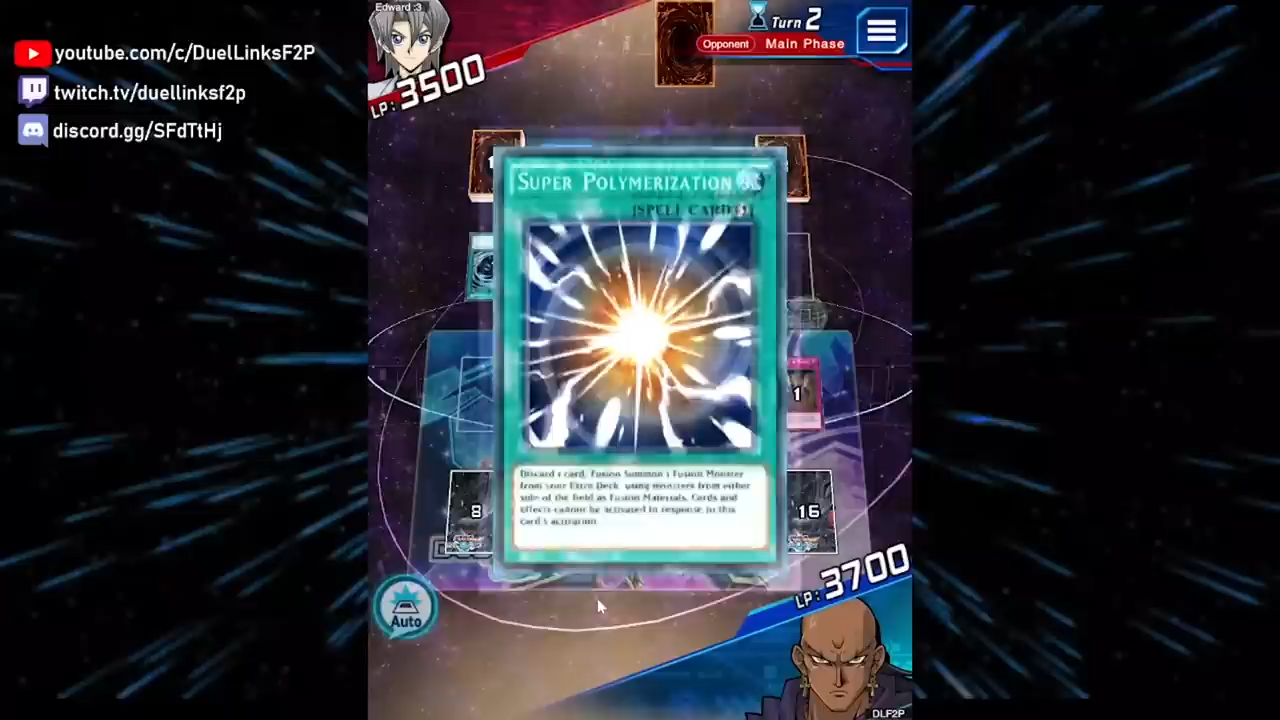 Edward :3
Turn 2
Opponent Main Phase
youtube.com/c/DuelLinksF2P
twitch.tv/duellinksf2p
discord.gg/SFdTtHj
LP: 3500
SUPER POLYMERIZATION
[SPELL CARD
1
Discard 1 card, Fusion Summon 1 Fusion Monster
from your Extra Deck, using monsters from either
side of the field as Fusion Materials. Cards and
effects cannot be activated in response to this
card's activation.
8
16
LP: 3700
Auto
DLF2P